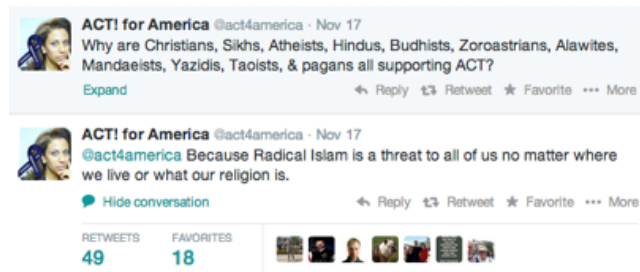 ACT! for America @act4america · Nov 17
Why are Christians, Sikhs, Atheists, Hindus, Budhists, Zoroastrians, Alawites,
Mandaeists, Yazidis, Taoists, & pagans all supporting ACT?
Expand Reply Retweet Favorite More
ACT! for America @act4america · Nov 17
@act4america Because Radical Islam is a threat to all of us no matter where
we live or what our religion is.
Hide conversation Reply Retweet Favorite More
RETWEETS FAVORITES
49 18